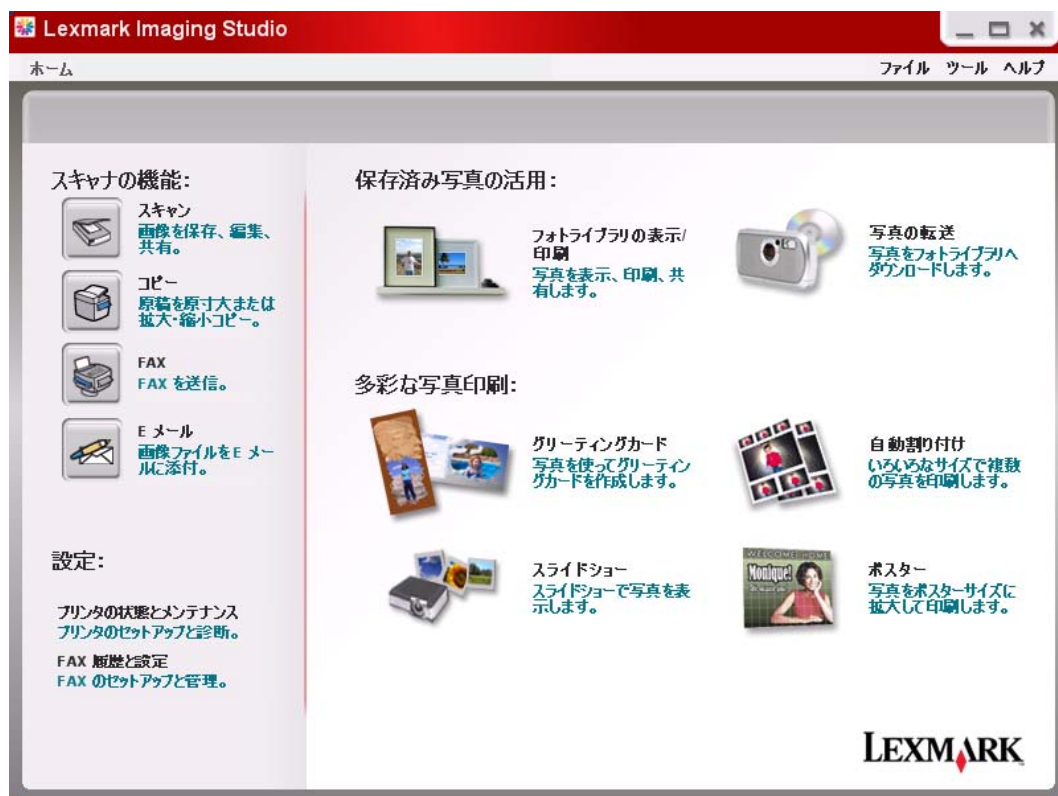 Lexmark Imaging Studio
ホーム
ファイル ツール ヘルプ
スキャナの機能:
スキャン
画像を保存、編集、
共有。
コピー
原稿を原寸大または
拡大・縮小コピー。
FAX
FAX を送信。
E メール
画像ファイルをE メー
ルに添付。
設定:
プリンタの状態とメンテナンス
プリンタのセットアップと診断。
FAX 履歴と設定
FAX のセットアップと管理。
保存済み写真の活用:
フォトライブラリの表示/
印刷
写真を表示、印刷、共
有します。
写真の転送
写真をフォトライブラリへ
ダウンロードします。
多彩な写真印刷:
グリーティングカード
写真を使ってグリーティン
グカードを作成します。
自動割り付け
いろいろなサイズで複数
の写真を印刷します。
スライドショー
スライドショーで写真を表
示します。
WELCOME HOME
Monique!
ポスター
写真をポスターサイズに
拡大して印刷します。
LEXMARK